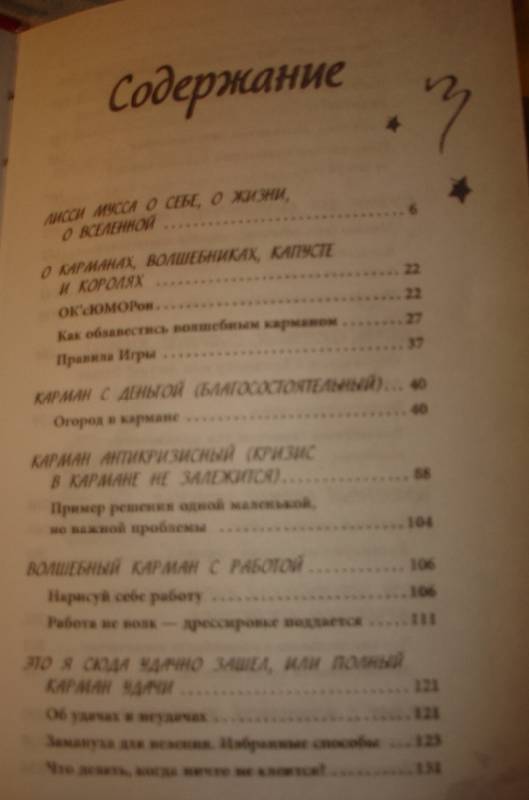 Содержание
ЛИССИ МУССА О СЕБЕ, О ЖИЗНИ,
О ВСЕЛЕННОЙ ........................ 6
О КАРМАНАХ, ВОЛШЕБНИКАХ, КАПУСТЕ
И КОРОЛЯХ ........................ 22
ОК'сЮМОРон ........................ 22
Как обзавестись волшебным карманом ......... 27
Правила Игры ........................ 37
КАРМАН С ДЕНЬГОЙ (БЛАГОСОСТОЯТЕЛЬНЫЙ) ... 40
Огород в кармане ........................ 40
КАРМАН АНТИКРИЗИСНЫЙ (КРИЗИС
В КАРМАНЕ НЕ ЗАЛЕЖИТСЯ) ............... 88
Пример решения одной маленькой,
но важной проблемы ..................... 104
ВОЛШЕБНЫЙ КАРМАН С РАБОТОЙ ............ 106
Нарисуй себе работу ..................... 106
Работа не волк — дрессировке поддается ...... 111
ЭТО Я СЮДА УДАЧНО ЗАШЕЛ, ИЛИ ПОЛНЫЙ
КАРМАН УДАЧИ ........................ 121
Об удачах и неудачах ..................... 121
Замануха для везения. Избранные способы ... 123
Что делать, когда ничто не клеится? ......... 131